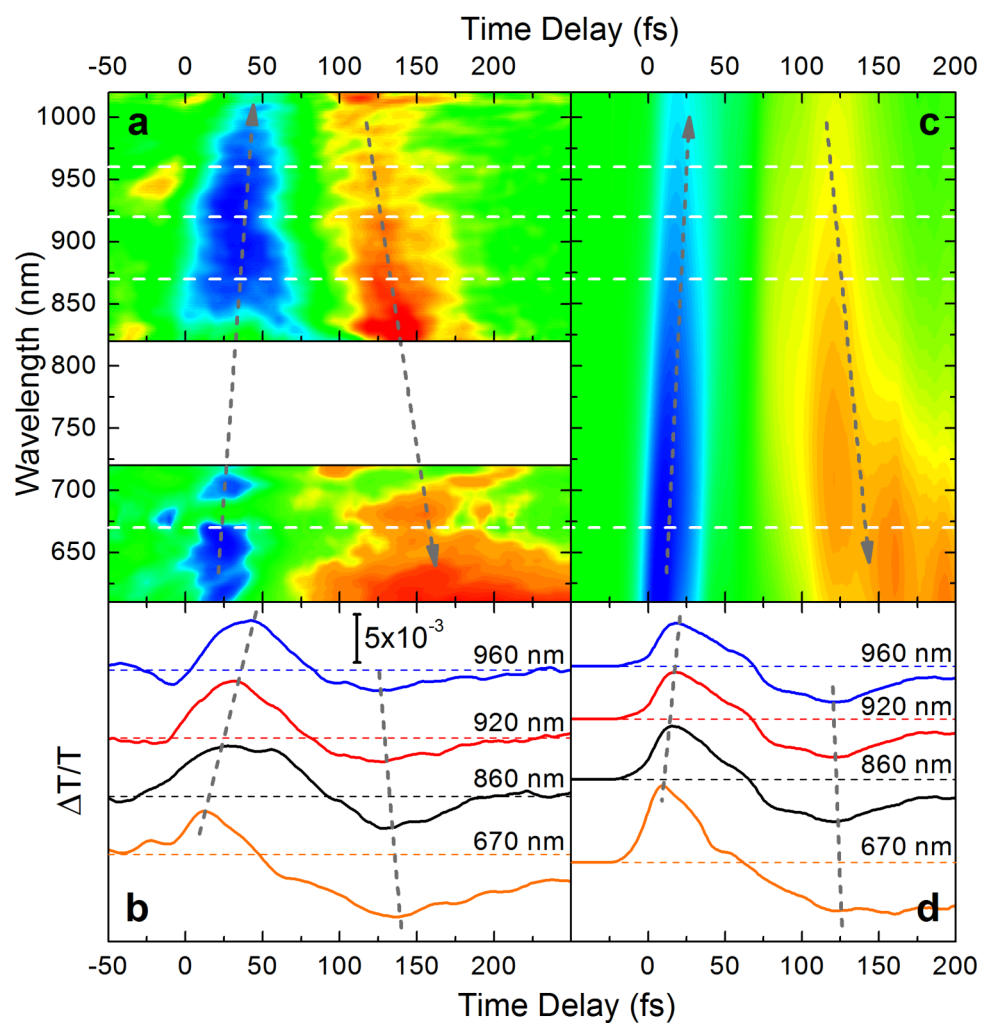 Time Delay (fs)
-50 0 50 100 150 200 0 50 100 150 200
a
c
1000
950
900
850
800
750
700
650
Wavelength (nm)
5x10-3
960 nm
920 nm
860 nm
670 nm
b
960 nm
920 nm
860 nm
670 nm
d
ΔT/T
-50 0 50 100 150 200 0 50 100 150 200
Time Delay (fs)